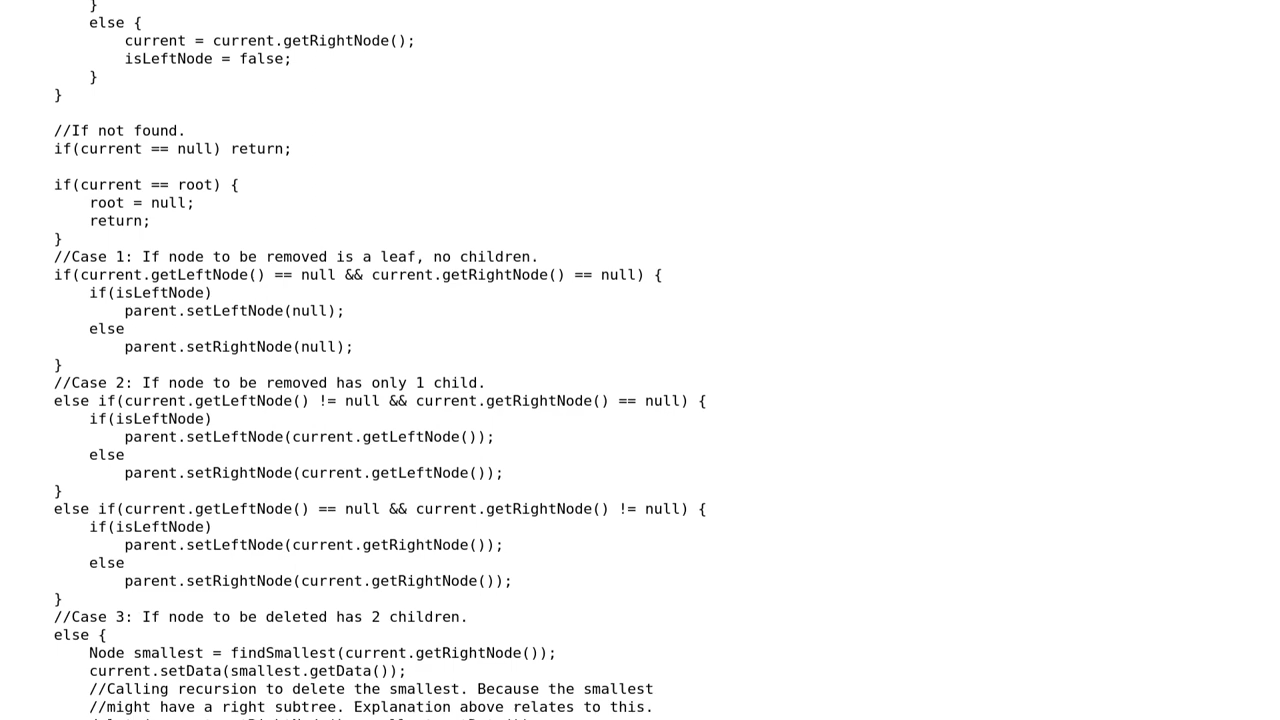 }
else {
current = current.getRightNode();
isLeftNode = false;
}
}
//If not found.
if(current == null) return;
if(current == root) {
root = null;
return;
}
//Case 1: If node to be removed is a leaf, no children.
if(current.getLeftNode() == null && current.getRightNode() == null) {
if(isLeftNode)
parent.setLeftNode(null);
else
parent.setRightNode(null);
}
//Case 2: If node to be removed has only 1 child.
else if(current.getLeftNode() != null && current.getRightNode() == null) {
if(isLeftNode)
parent.setLeftNode(current.getLeftNode());
else
parent.setRightNode(current.getLeftNode());
}
else if(current.getLeftNode() == null && current.getRightNode() != null) {
if(isLeftNode)
parent.setLeftNode(current.getRightNode());
else
parent.setRightNode(current.getRightNode());
}
//Case 3: If node to be deleted has 2 children.
else {
Node smallest = findSmallest(current.getRightNode());
current.setData(smallest.getData());
//Calling recursion to delete the smallest. Because the smallest
//might have a right subtree. Explanation above relates to this.